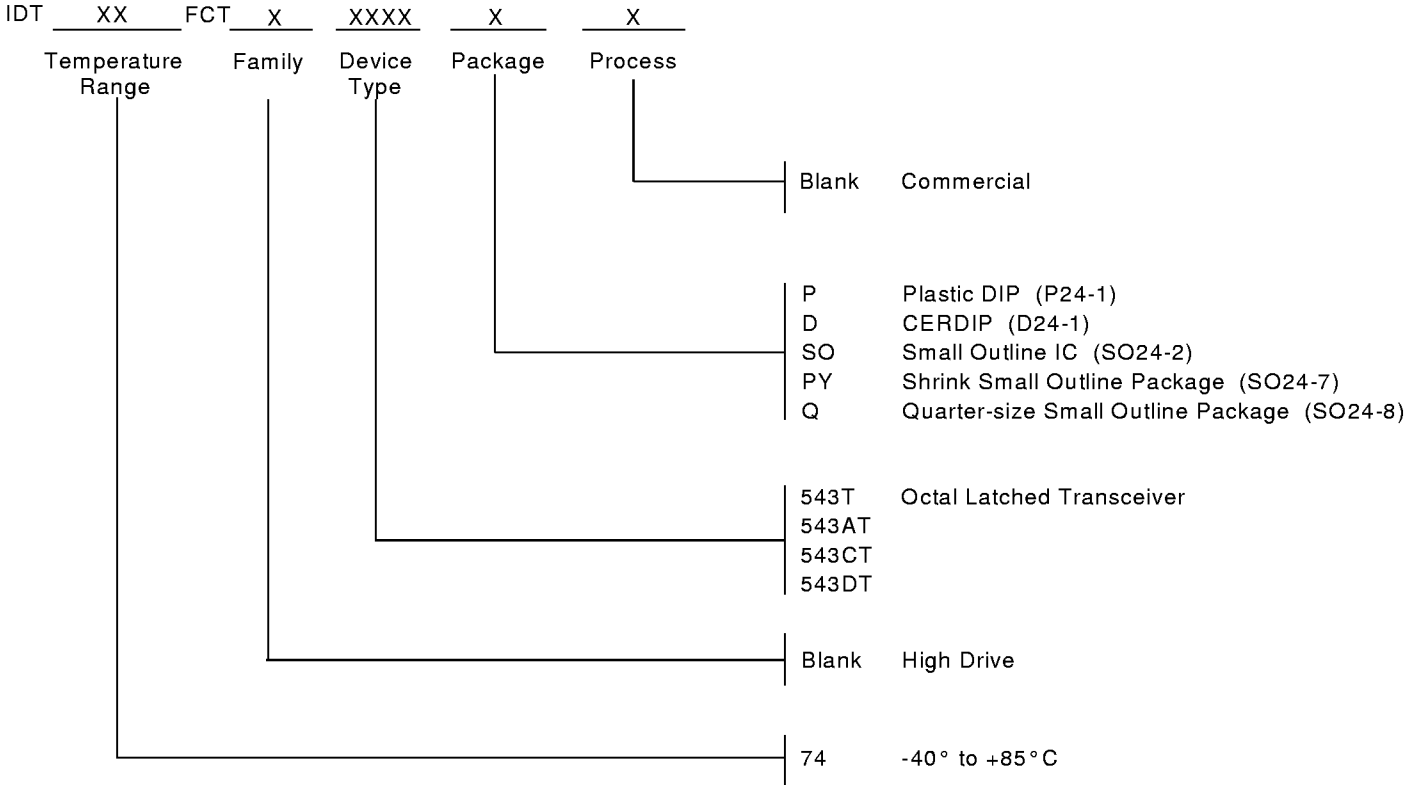 IDT XX FCT X XXXX X X
Temperature Range Family Device Type Package Process
Blank Commercial
P Plastic DIP (P24-1)
D CERDIP (D24-1)
SO Small Outline IC (SO24-2)
PY Shrink Small Outline Package (SO24-7)
Q Quarter-size Small Outline Package (SO24-8)
543T Octal Latched Transceiver
543AT
543CT
543DT
Blank High Drive
74 -40° to +85°C